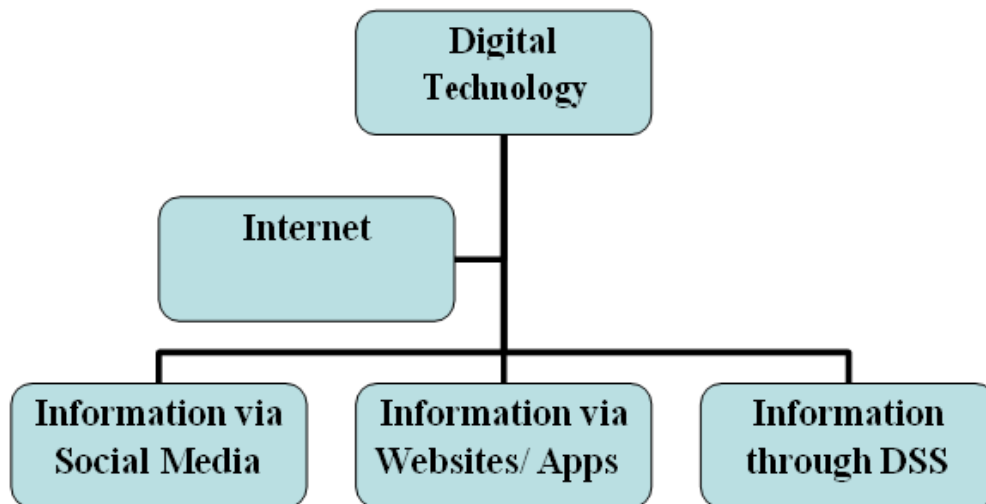 Digital
Technology
Internet
Information via
Social Media
Information via
Websites/ Apps
Information
through DSS